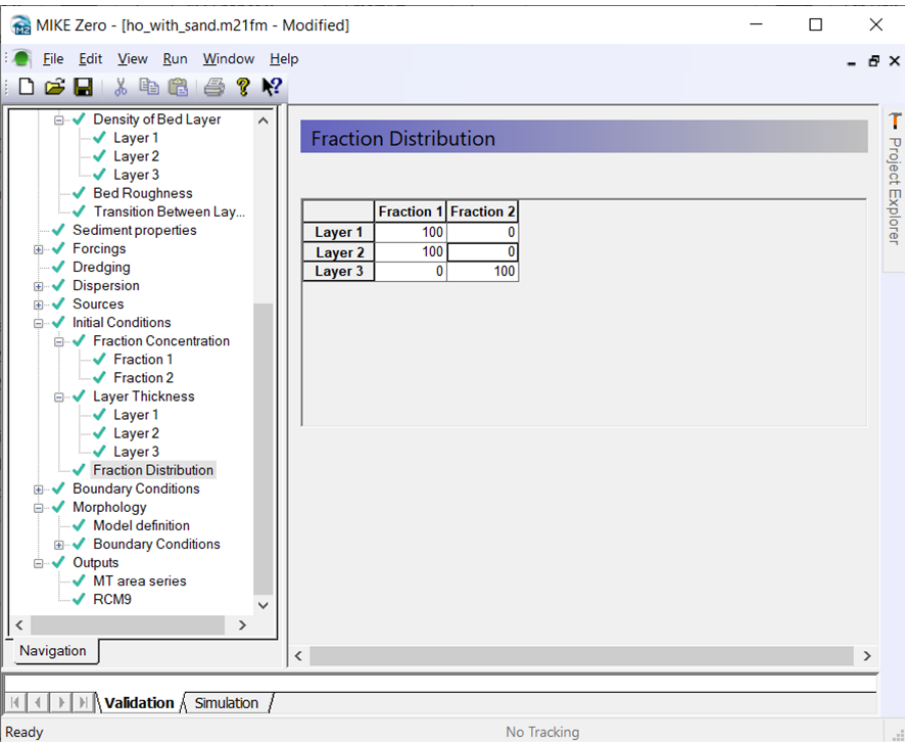 MIKE Zero - [ho_with_sand.m21fm - Modified]
File Edit View Run Window Help
Density of Bed Layer
Layer 1
Layer 2
Layer 3
Bed Roughness
Transition Between Lay...
Sediment properties
Forcings
Dredging
Dispersion
Sources
Initial Conditions
Fraction Concentration
Fraction 1
Fraction 2
Layer Thickness
Layer 1
Layer 2
Layer 3
Fraction Distribution
Boundary Conditions
Morphology
Model definition
Boundary Conditions
Outputs
MT area series
RCM9
Navigation
Fraction Distribution
Fraction 1 Fraction 2
Layer 1 100 0
Layer 2 100 0
Layer 3 0 100
Project Explorer
Validation Simulation
Ready No Tracking